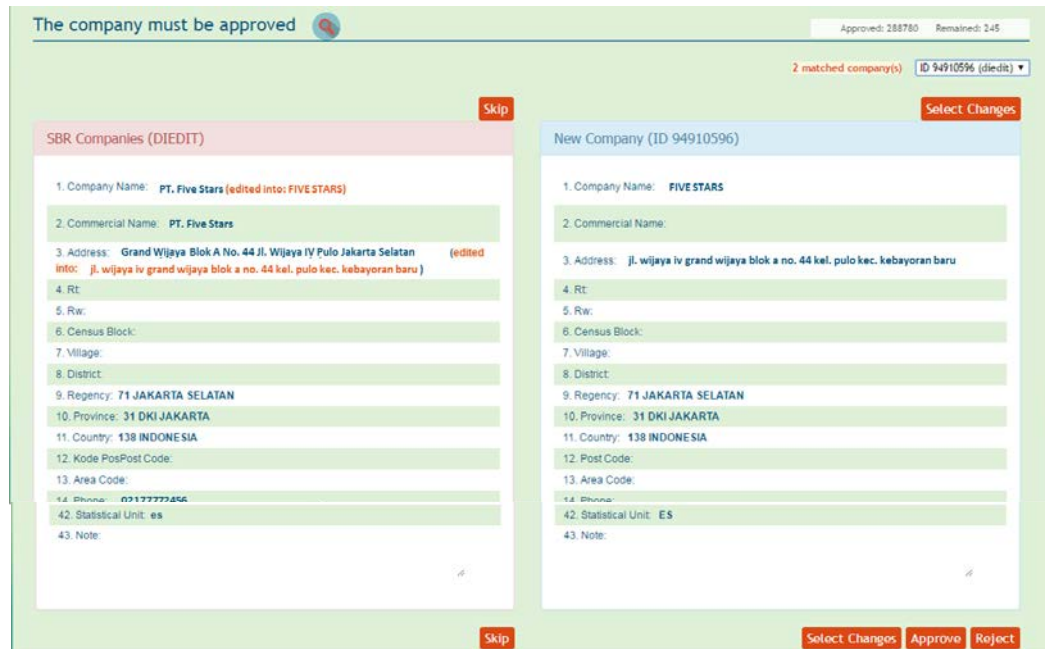 The company must be approved
Approved: 288780 Remained: 245
2 matched company(s) ID 94910596 (diedit)
Skip
SBR Companies (DIEDIT)
1. Company Name: PT. Five Stars (edited into: FIVE STARS)
2. Commercial Name: PT. Five Stars
3. Address: Grand Wijaya Blok A No. 44 Jl. Wijaya IV Pulo Jakarta Selatan (edited
into: jl. wijaya iv grand wijaya blok a no. 44 kel. pulo kec. kebayoran baru )
4. Rt:
5. Rw:
6. Census Block:
7. Village:
8. District:
9. Regency: 71 JAKARTA SELATAN
10. Province: 31 DKI JAKARTA
11. Country: 138 INDONESIA
12. Kode PosPost Code:
13. Area Code:
14. Phone: 02177772456
42. Statistical Unit: es
43. Note:
Skip
Select Changes
New Company (ID 94910596)
1. Company Name: FIVE STARS
2. Commercial Name:
3. Address: jl. wijaya iv grand wijaya blok a no. 44 kel. pulo kec. kebayoran baru
4. Rt:
5. Rw:
6. Census Block:
7. Village:
8. District:
9. Regency: 71 JAKARTA SELATAN
10. Province: 31 DKI JAKARTA
11. Country: 138 INDONESIA
12. Post Code:
13. Area Code:
14. Phone:
42. Statistical Unit: ES
43. Note:
Select Changes Approve Reject